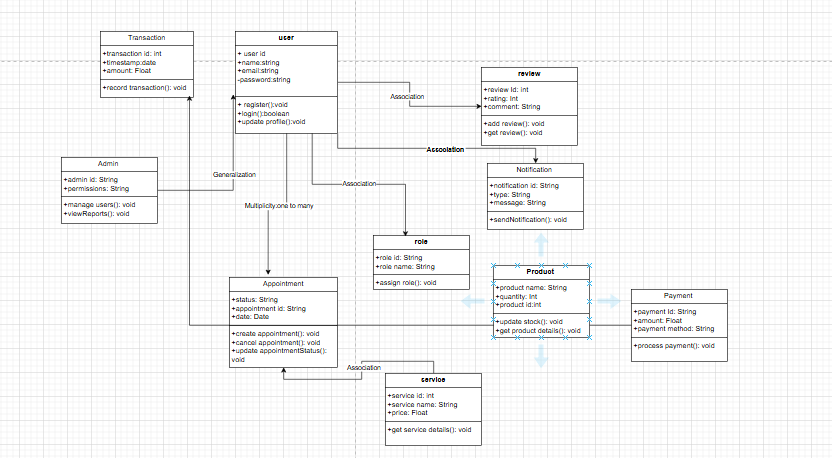 Transaction
+transaction id: int
+timestamp:date
+amount: Float
+record transaction(): void
user
+ user id
+name:string
+email:string
-password:string
+ register():void
+login():boolean
+update profile():void
review
+review Id: int
+rating: Int
+comment: String
+add review(): void
+get review(): void
Association
Association
Admin
+admin id: String
+permissions: String
+manage users(): void
+viewReports(): void
Generalization
Notification
+notification id: String
+type: String
+message: String
+sendNotification(): void
Association
Multiplicity:one to many
role
+role id: String
+role name: String
+assign role(): void
Appointment
+status: String
+appointment id: String
+date: Date
+create appointment(): void
+cancel appointment(): void
+update appointmentStatus():
void
Product
+product name: String
+quantity: Int
+product id:int
+update stock(): void
+get product details(): void
Payment
+payment Id: String
+amount: Float
+payment method: String
+process payment(): void
Association
service
+service id: int
+service name: String
+price: Float
+get service details(): void